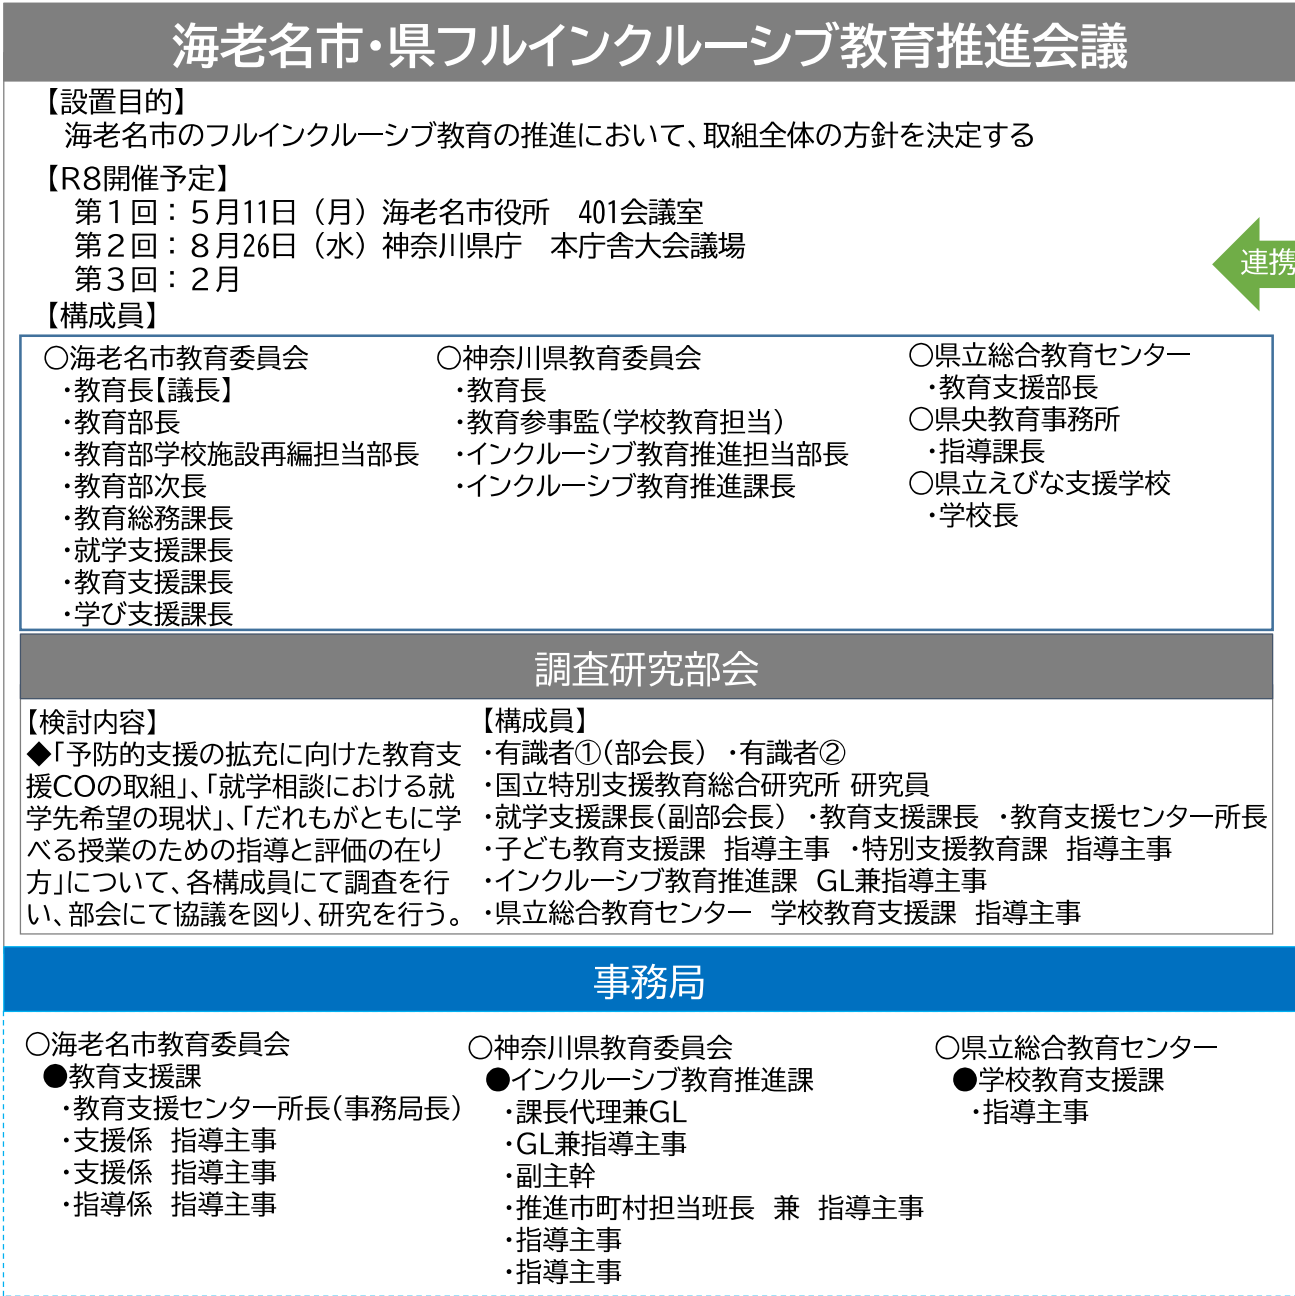 海老名市・県フルインクルーシブ教育推進会議
【設置目的】
海老名市のフルインクルーシブ教育の推進において、取組全体の方針を決定する
【R8開催予定】
第１回：５月11日（月）海老名市役所　401会議室
第２回：８月26日（水）神奈川県庁　本庁舎大会議場
第３回：２月
連携
【構成員】
○海老名市教育委員会
・教育長【議長】
・教育部長
・教育部学校施設再編担当部長
・教育部次長
・教育総務課長
・就学支援課長
・教育支援課長
・学び支援課長
○神奈川県教育委員会
・教育長
・教育参事監（学校教育担当）
・インクルーシブ教育推進担当部長
・インクルーシブ教育推進課長
○県立総合教育センター
・教育支援部長
○県央教育事務所
・指導課長
○県立えびな支援学校
・学校長
調査研究部会
【検討内容】
◆「予防的支援の拡充に向けた教育支
援COの取組」、「就学相談における就
学先希望の現状」、「だれもがともに学
べる授業のための指導と評価の在り
方」について、各構成員にて調査を行
い、部会にて協議を図り、研究を行う。
【構成員】
・有識者①（部会長）　・有識者②
・国立特別支援教育総合研究所 研究員
・就学支援課長（副部会長）　・教育支援課長　・教育支援センター所長
・子ども教育支援課　指導主事　・特別支援教育課　指導主事
・インクルーシブ教育推進課　GL兼指導主事
・県立総合教育センター　学校教育支援課　指導主事
事務局
○海老名市教育委員会
●教育支援課
・教育支援センター所長（事務局長）
・支援係　指導主事
・支援係　指導主事
・指導係　指導主事
○神奈川県教育委員会
●インクルーシブ教育推進課
・課長代理兼GL
・GL兼指導主事
・副主幹
・推進市町村担当班長　兼　指導主事
・指導主事
・指導主事
○県立総合教育センター
●学校教育支援課
・指導主事